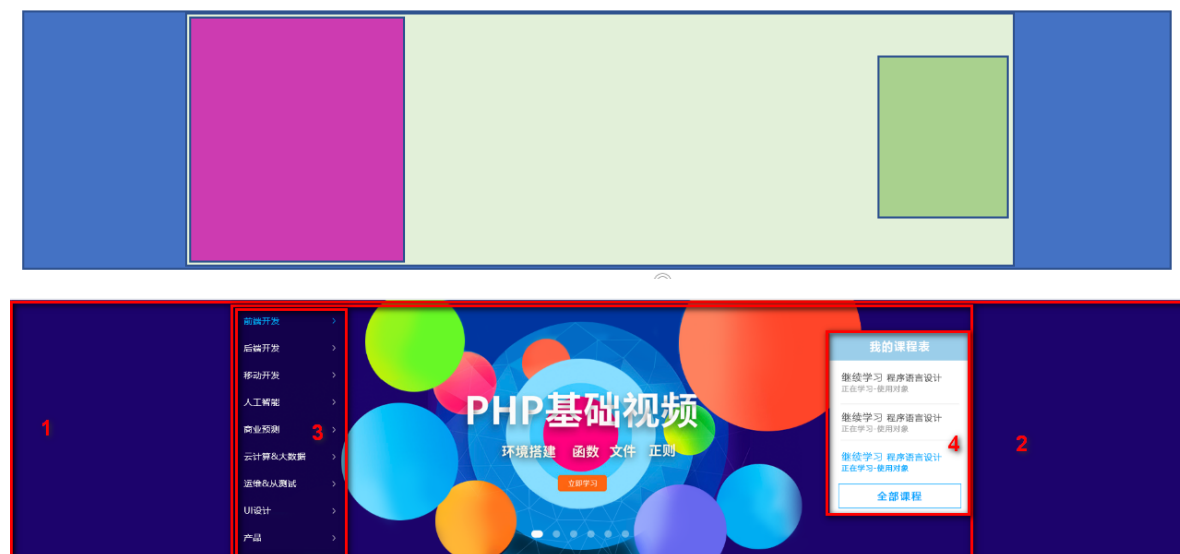 前端开发 >
后端开发 >
移动开发 >
人工智能 >
商业预测 >
云计算&大数据 >
运维&从测试 >
UI设计 >
产品 >
1
3
PHP基础视频
环境搭建 函数 文件 正则
立即学习
我的课程表
继续学习 程序语言设计
正在学习-使用对象
继续学习 程序语言设计
正在学习-使用对象
继续学习 程序语言设计
正在学习-使用对象
全部课程
4
2